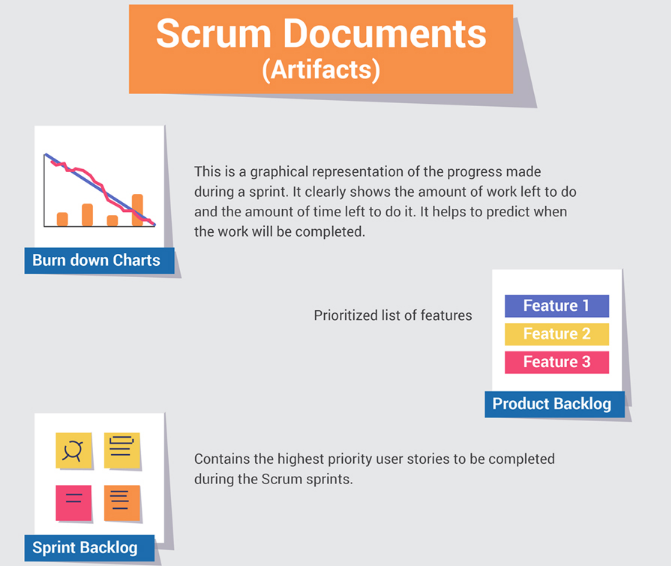 Scrum Documents
(Artifacts)
This is a graphical representation of the progress made
during a sprint. It clearly shows the amount of work left to do
and the amount of time left to do it. It helps to predict when
the work will be completed.
Burn down Charts
Prioritized list of features
Feature 1
Feature 2
Feature 3
Product Backlog
Contains the highest priority user stories to be completed
during the Scrum sprints.
Sprint Backlog